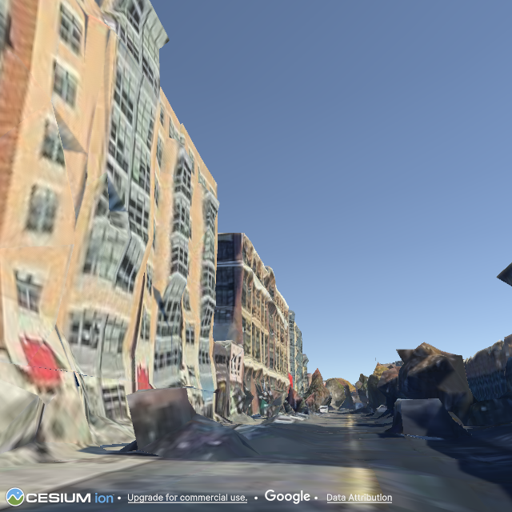 CESIUM ion • Upgrade for commercial use. • Google • Data Attribution